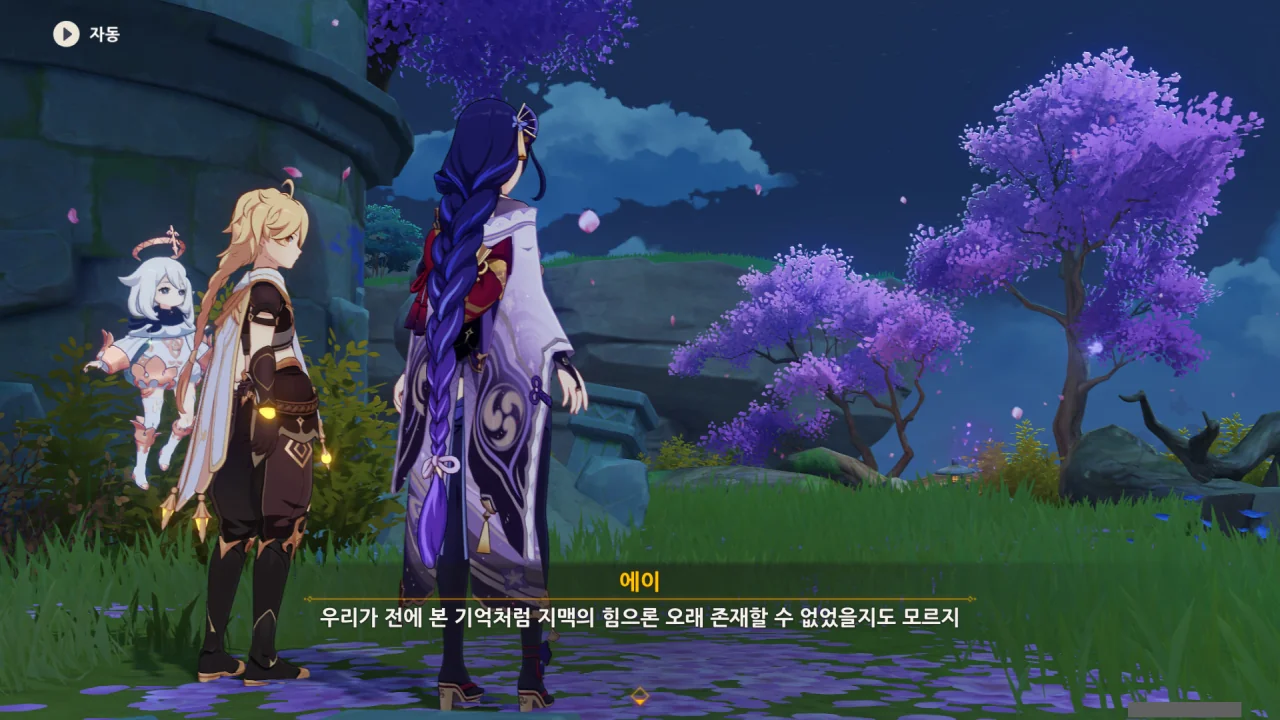 자동
에이
우리가 전에 본 기억처럼 지맥의 힘으론 오래 존재할 수 없었을지도 모르지